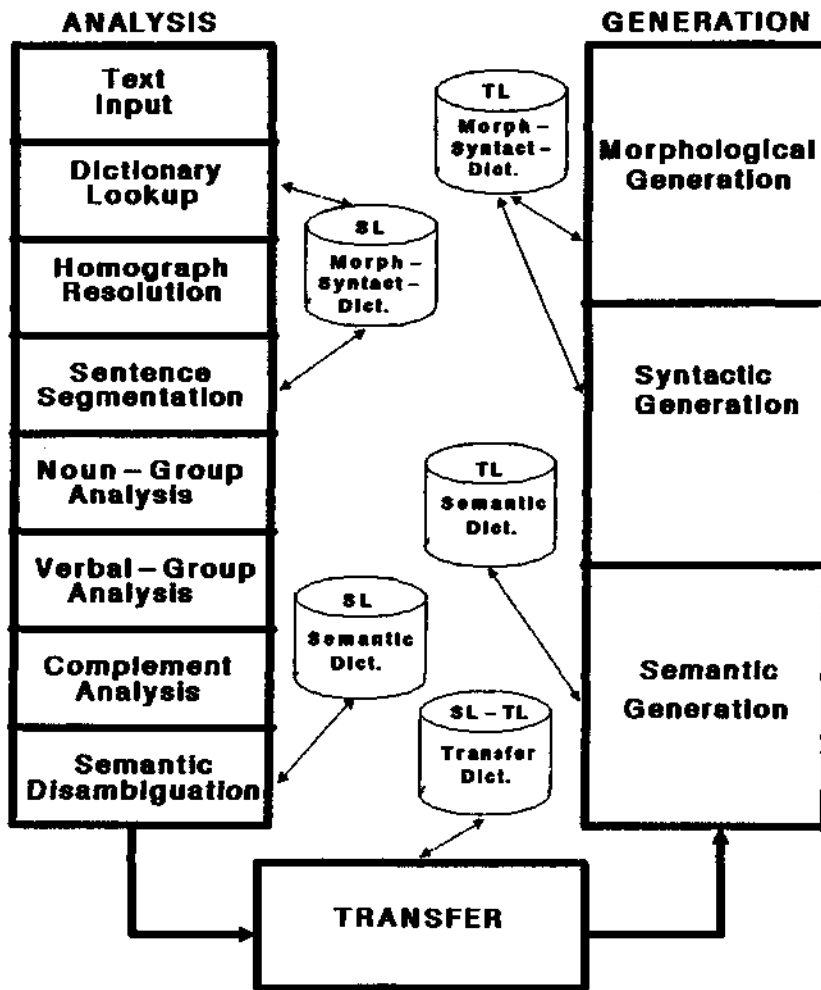 ANALYSIS
Text
Input
Dictionary
Lookup
Homograph
Resolution
Sentence
Segmentation
Noun-Group
Analysis
Verbal-Group
Analysis
Complement
Analysis
Semantic
Disambiguation
SL
Morph-
Syntact-
Dict.
SL
Semantic
Dict.
TL
Morph-
Syntact-
Dict.
TL
Semantic
Dict.
SL-TL
Transfer
Dict.
GENERATION
Morphological
Generation
Syntactic
Generation
Semantic
Generation
TRANSFER